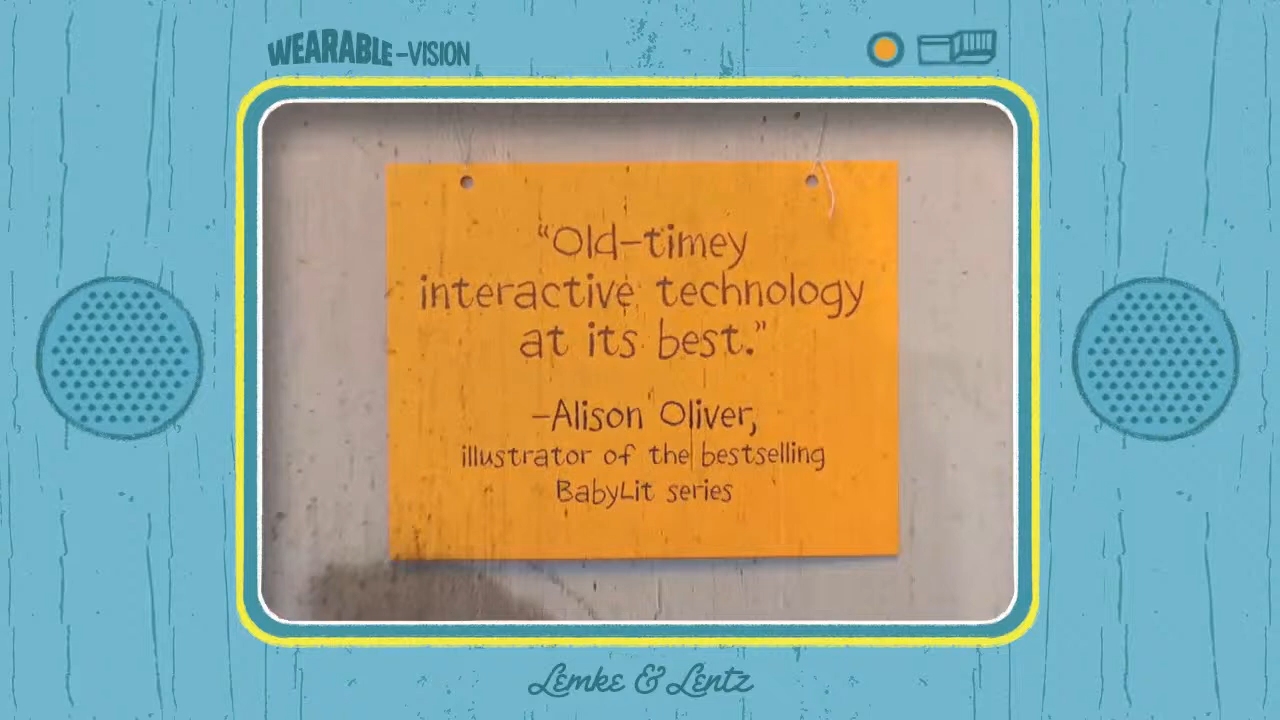 WEARABLE-VISION
“Old-timey
interactive technology
at its best.”
-Alison Oliver,
illustrator of the bestselling
BabyLit series
Lemke & Lentz